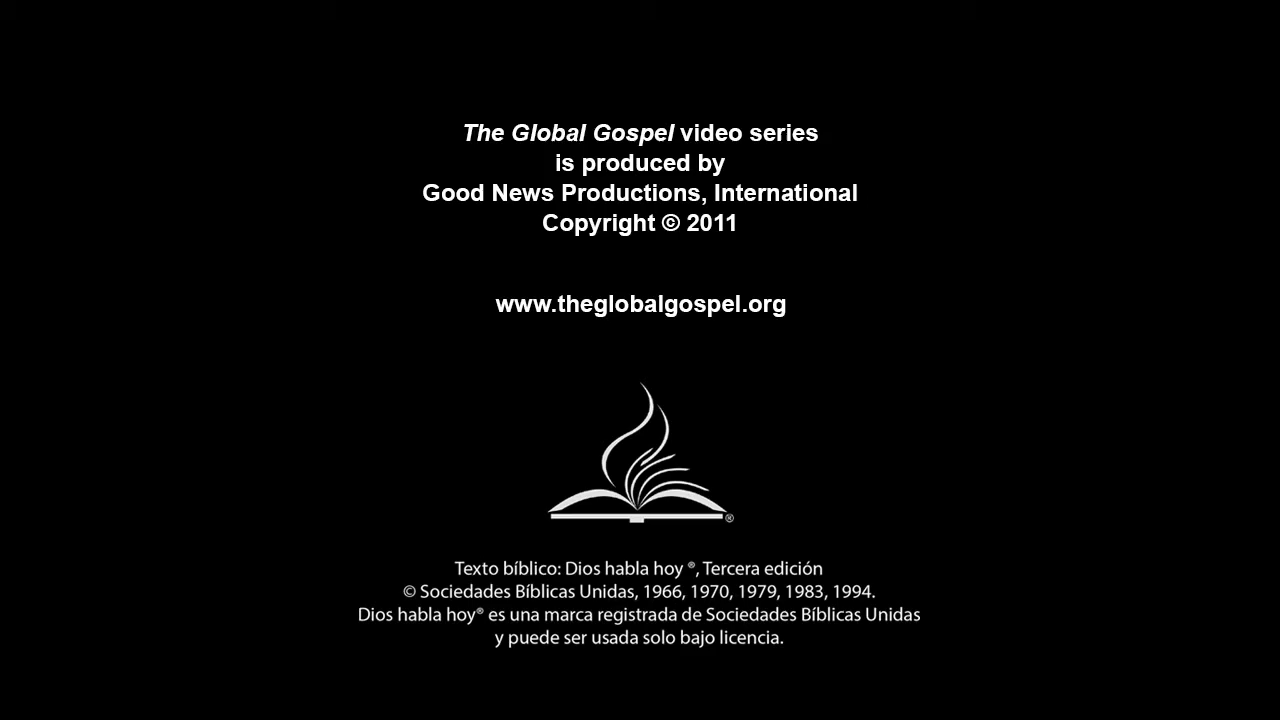 The Global Gospel video series
is produced by
Good News Productions, International
Copyright © 2011
www.theglobalgospel.org
®
Texto bíblico: Dios habla hoy ®, Tercera edición
© Sociedades Bíblicas Unidas, 1966, 1970, 1979, 1983, 1994.
Dios habla hoy® es una marca registrada de Sociedades Bíblicas Unidas
y puede ser usada solo bajo licencia.